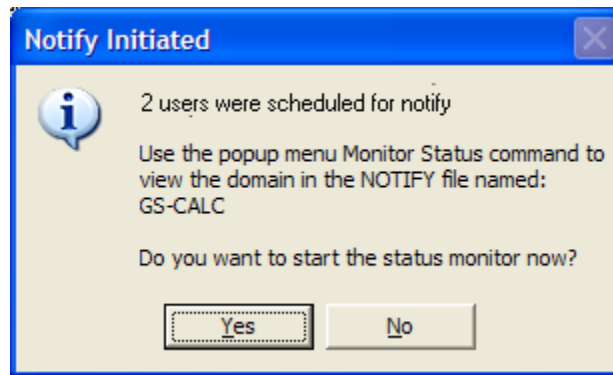 Notify Initiated
2 users were scheduled for notify
Use the popup menu Monitor Status command to
view the domain in the NOTIFY file named:
GS-CALC
Do you want to start the status monitor now?
Yes
No